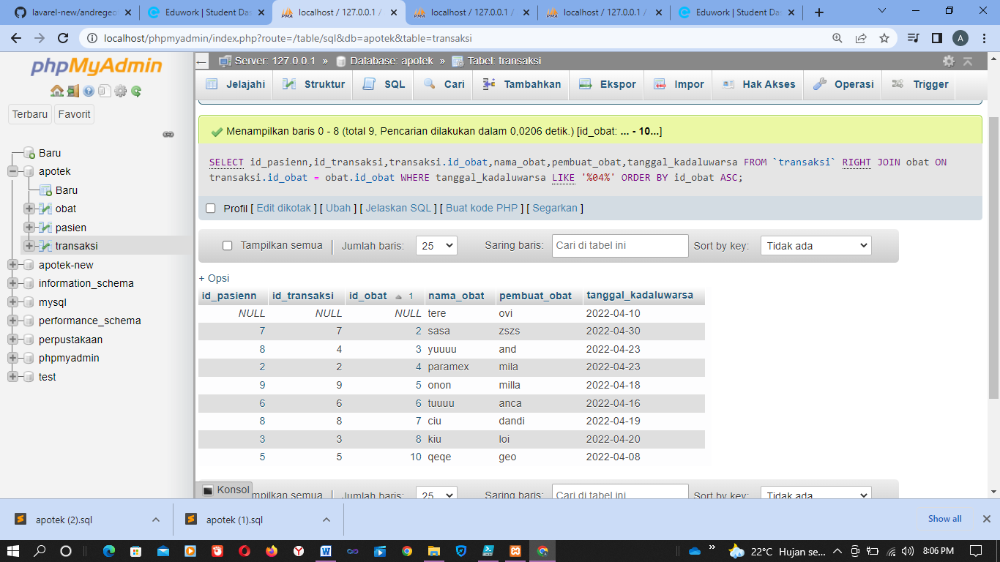 lavarel-new/andregeo
Eduwork | Student Das
localhost / 127.0.0.1 /
localhost / 127.0.0.1 /
localhost / 127.0.0.1 /
Eduwork | Student Das
localhost/phpmyadmin/index.php?route=/table/sql&db=apotek&table=transaksi
A
phpMyAdmin
Terbaru Favorit
Baru
apotek
Baru
obat
pasien
transaksi
apotek-new
information_schema
mysql
performance_schema
perpustakaan
phpmyadmin
test
Server: 127.0.0.1 » Database: apotek » Tabel: transaksi
Jelajahi Struktur SQL Cari Tambahkan Ekspor Impor Hak Akses Operasi Trigger
Menampilkan baris 0 - 8 (total 9, Pencarian dilakukan dalam 0,0206 detik.) [id_obat: ... - 10...]
SELECT id_pasienn,id_transaksi,transaksi.id_obat,nama_obat,pembuat_obat,tanggal_kadaluwarsa FROM `transaksi` RIGHT JOIN obat ON
transaksi.id_obat = obat.id_obat WHERE tanggal_kadaluwarsa LIKE '%04%' ORDER BY id_obat ASC;
Profil [ Edit dikotak ] [ Ubah ] [ Jelaskan SQL ] [ Buat kode PHP ] [ Segarkan ]
Tampilkan semua | Jumlah baris: 25 Saring baris: Cari di tabel ini Sort by key: Tidak ada
+ Opsi
id_pasienn id_transaksi id_obat 1 nama_obat pembuat_obat tanggal_kadaluwarsa
NULL NULL NULL tere ovi 2022-04-10
7 7 2 sasa zszs 2022-04-30
8 4 3 yuuuu and 2022-04-23
2 2 4 paramex mila 2022-04-23
9 9 5 onon milla 2022-04-18
6 6 6 tuuuu anca 2022-04-16
8 8 7 ciu dandi 2022-04-19
3 3 8 kiu loi 2022-04-20
5 5 10 qeqe geo 2022-04-08
Konsol
mpilkan semua | Jumlah baris: 25 Saring baris: Cari di tabel ini Sort by key: Tidak ada
apotek (2).sql
apotek (1).sql
Show all
22°C Hujan se... 8:06 PM